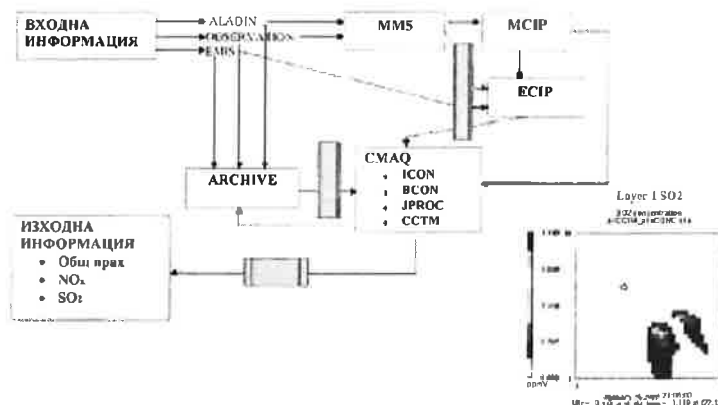 ВХОДНА
ИНФОРМАЦИЯ
ALADIN
OBSERVATION
EMIS
MM5
MCIP
ECIP
ARCHIVE
CMAQ
ICON
BCON
JPROC
CCTM
ИЗХОДНА
ИНФОРМАЦИЯ
Общ прах
NOx
SO2
Layer 1 SO2
ppmV